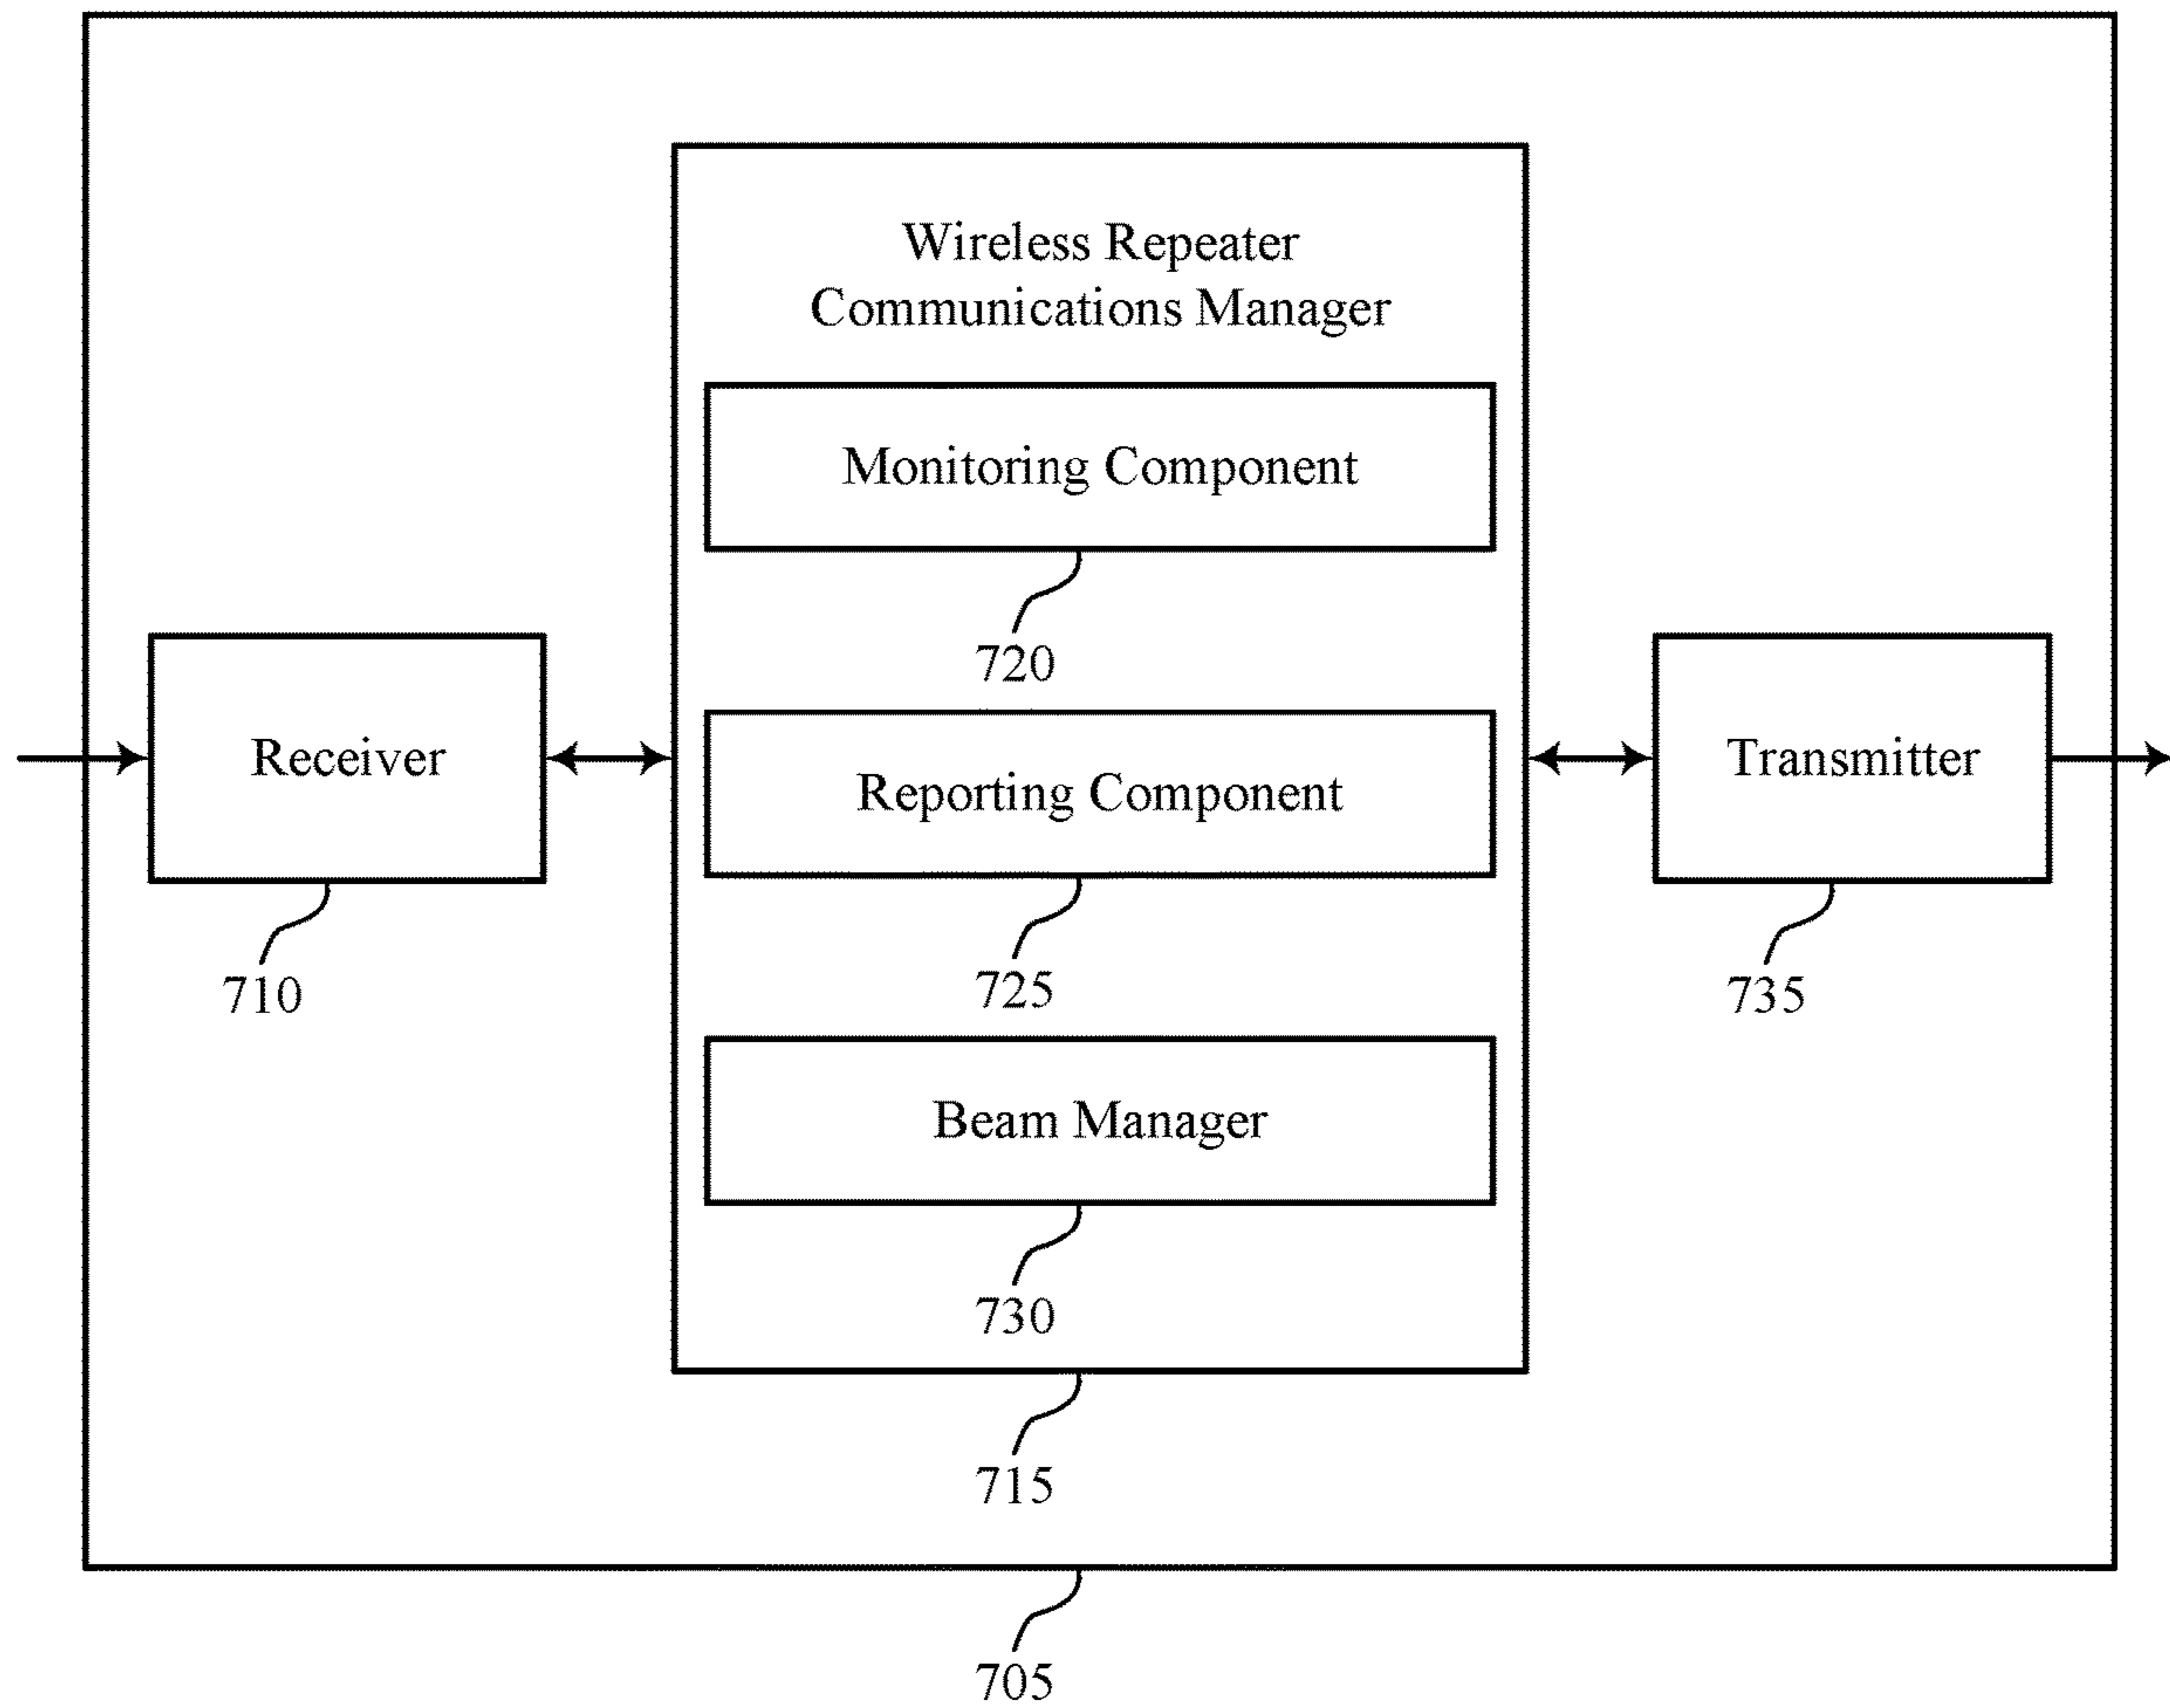 Wireless Repeater
Communications Manager
Monitoring Component
720
Receiver
710
Reporting Component
725
Transmitter
735
Beam Manager
730
715
705